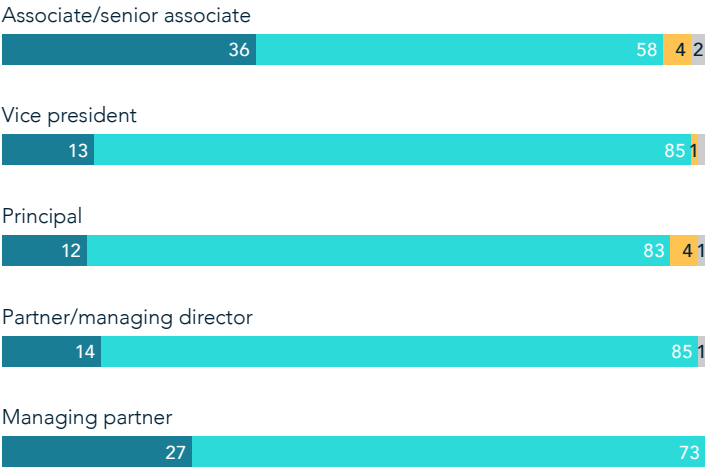 Associate/senior associate
36 58 4 2
Vice president
13 85 1
Principal
12 83 4 1
Partner/managing director
14 85 1
Managing partner
27 73